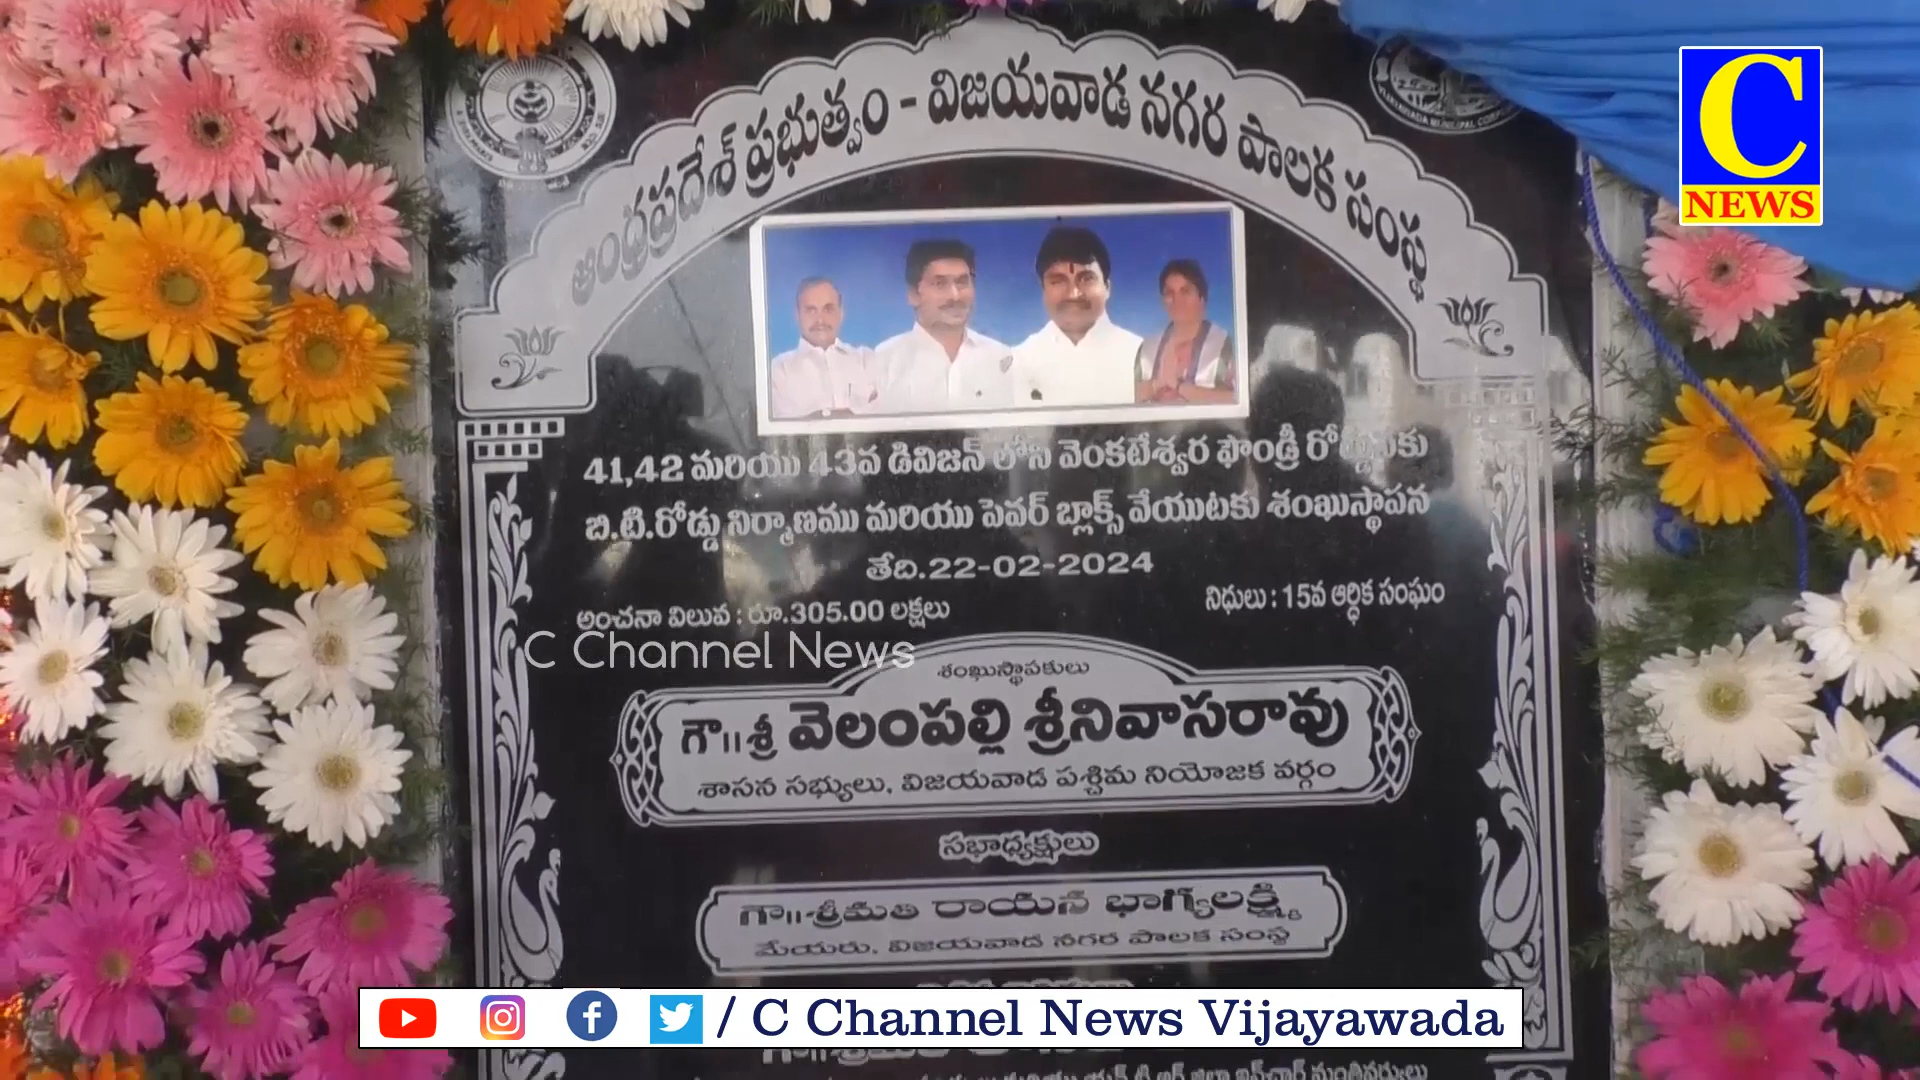 ఆంధ్రప్రదేశ్ ప్రభుత్వం - విజయవాడ నగర పాలక సంస్థ
C
NEWS
41,42 మరియు 43వ డివిజన్ లోని వెంకటేశ్వర ఫౌండ్రీ రోడ్డునకు
బి.టి.రోడ్డు నిర్మాణము మరియు పెవర్ బ్లాక్స్ వేయుటకు శంఖుస్థాపన
తేది.22-02-2024
అంచనా విలువ : రూ.305.00 లక్షలు
నిధులు : 15వ ఆర్ధిక సంఘం
C Channel News
శంఖుస్థాపకులు
గౌ॥శ్రీ వెలంపల్లి శ్రీనివాసరావు
శాసన సభ్యులు, విజయవాడ పశ్చిమ నియోజక వర్గం
సభాధ్యక్షులు
గౌ॥శ్రీమతి రాయన భాగ్యలక్ష్మి
మేయరు, విజయవాడ నగర పాలక సంస్థ
/ C Channel News Vijayawada